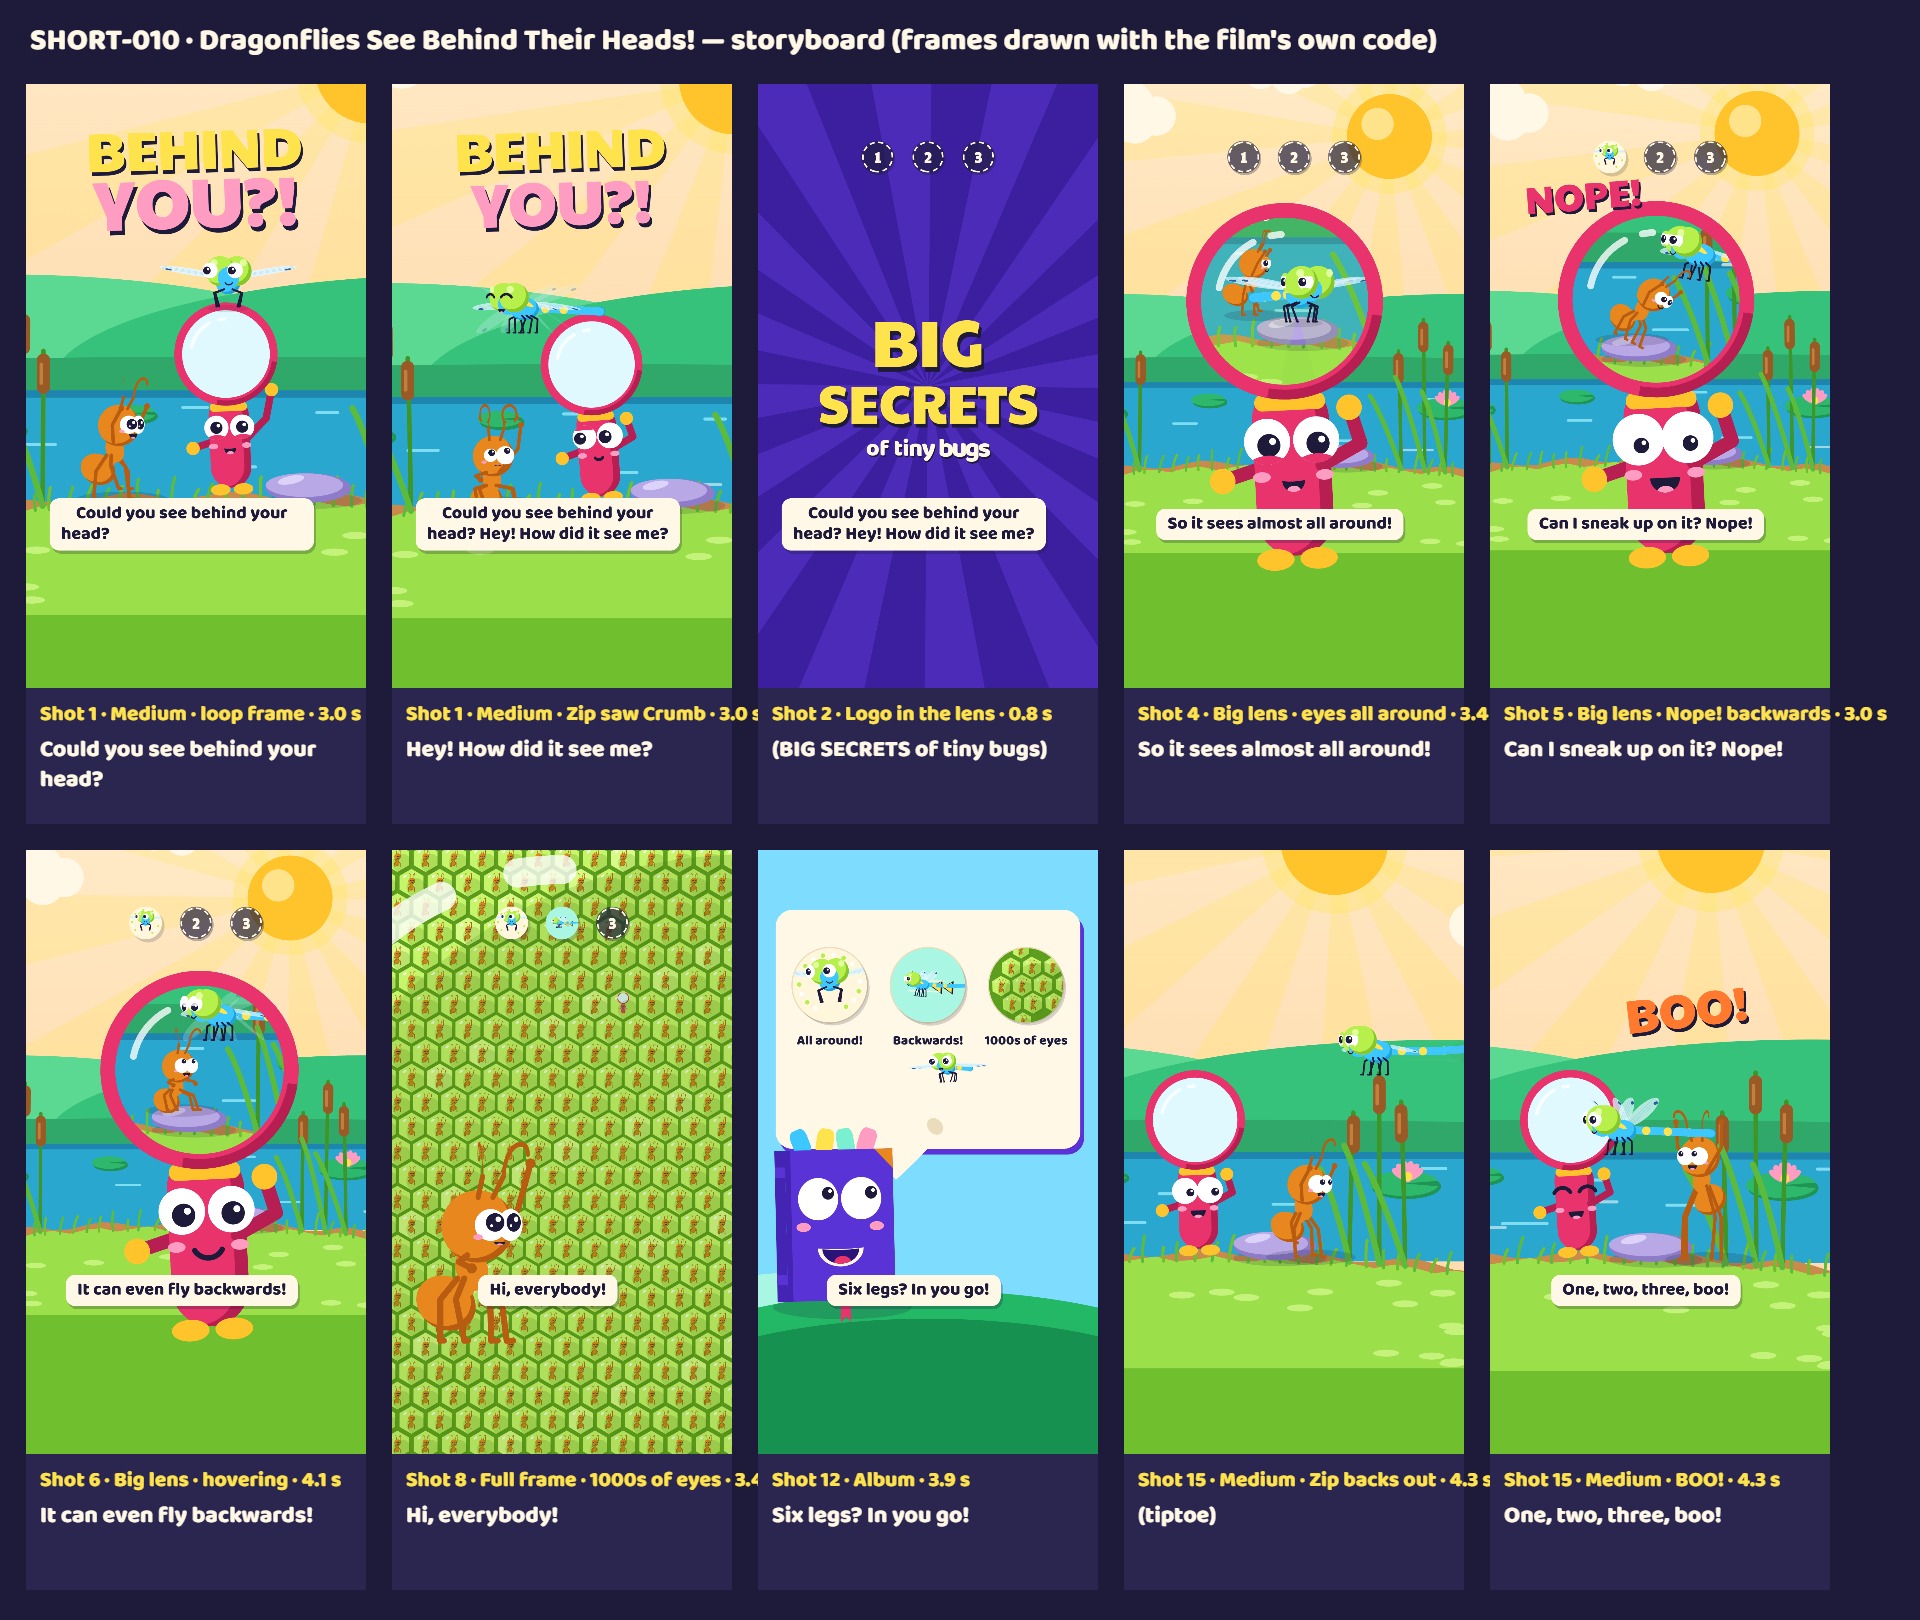 SHORT-010 · Dragonflies See Behind Their Heads! — storyboard (frames drawn with the film's own code)
BEHIND
YOU?!
Could you see behind your
head?
Shot 1 · Medium · loop frame · 3.0 s
Could you see behind your
head?
BEHIND
YOU?!
Could you see behind your
head? Hey! How did it see me?
Shot 1 · Medium · Zip saw Crumb · 3.0 s
Hey! How did it see me?
1 2 3
BIG
SECRETS
of tiny bugs
Could you see behind your
head? Hey! How did it see me?
Shot 2 · Logo in the lens · 0.8 s
(BIG SECRETS of tiny bugs)
1 2 3
So it sees almost all around!
Shot 4 · Big lens · eyes all around · 3.4
So it sees almost all around!
2 3
NOPE!
Can I sneak up on it? Nope!
Shot 5 · Big lens · Nope! backwards · 3.0 s
Can I sneak up on it? Nope!
2 3
It can even fly backwards!
Shot 6 · Big lens · hovering · 4.1 s
It can even fly backwards!
3
Hi, everybody!
Shot 8 · Full frame · 1000s of eyes · 3.4
Hi, everybody!
All around! Backwards! 1000s of eyes
Six legs? In you go!
Shot 12 · Album · 3.9 s
Six legs? In you go!
Shot 15 · Medium · Zip backs out · 4.3 s
(tiptoe)
BOO!
One, two, three, boo!
Shot 15 · Medium · BOO! · 4.3 s
One, two, three, boo!